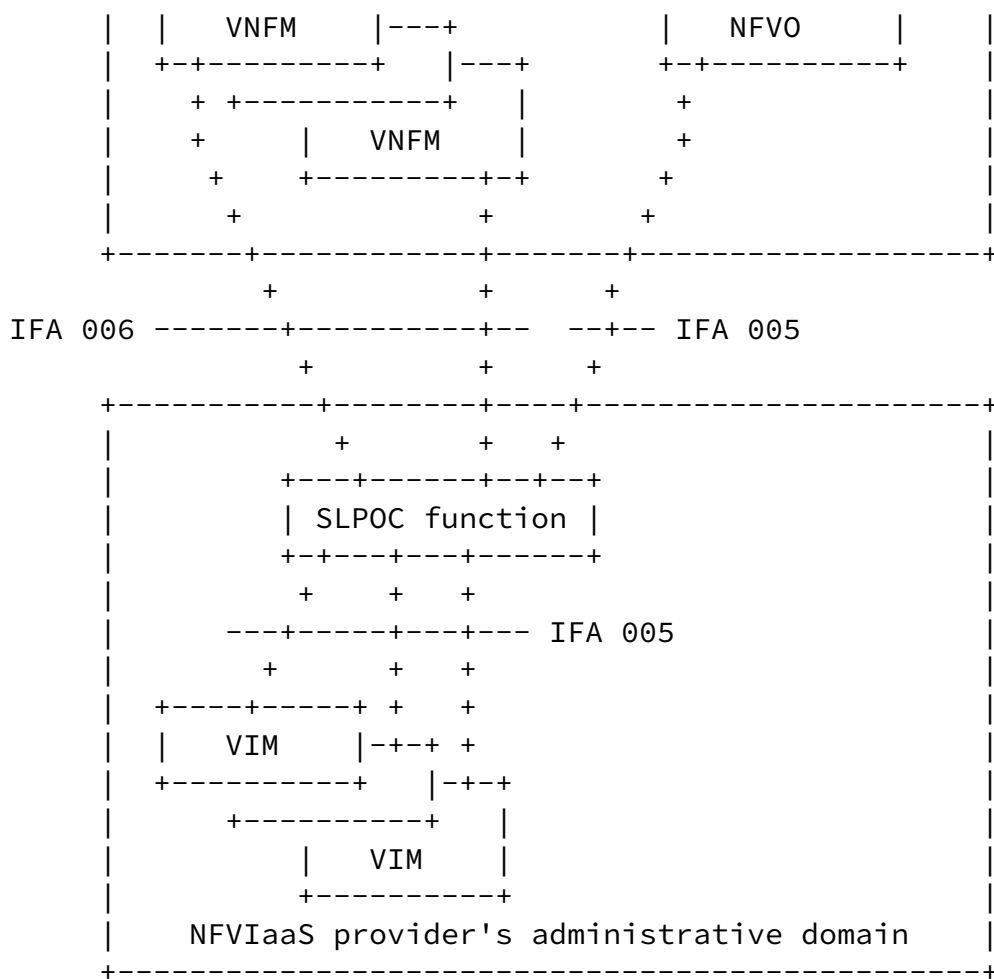 VNFM NFVO
VNFM
IFA 006 IFA 005
SLPOC function
IFA 005
VIM
VIM
NFVIaaS provider's administrative domain